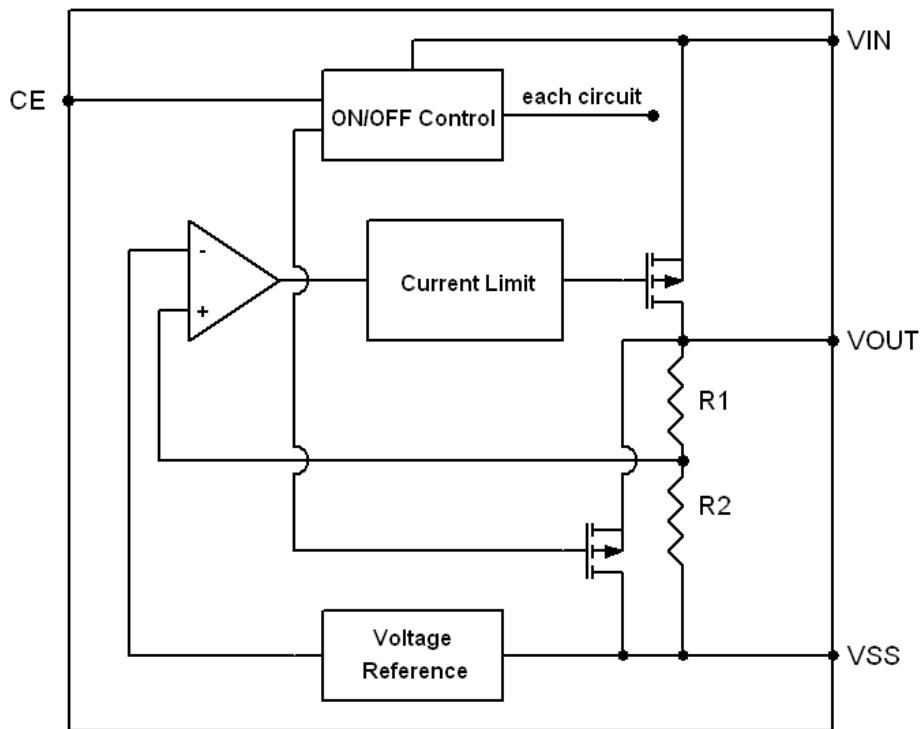 VIN
CE
each circuit
ON/OFF Control
-
Current Limit
+
VOUT
R1
R2
Voltage
Reference
VSS